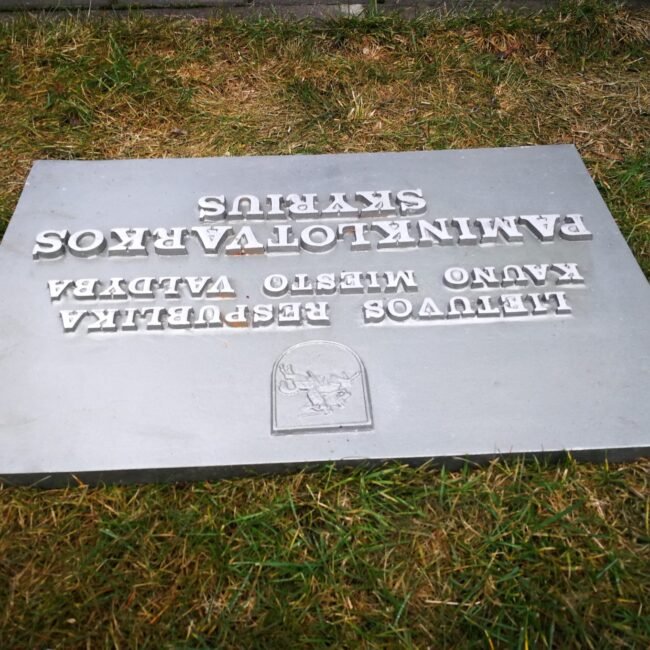 LIETUVOS RESPUBLIKA
KAUNO MIESTO VALDYBA
PAMINKLOTVARKOS
SKYRIUS